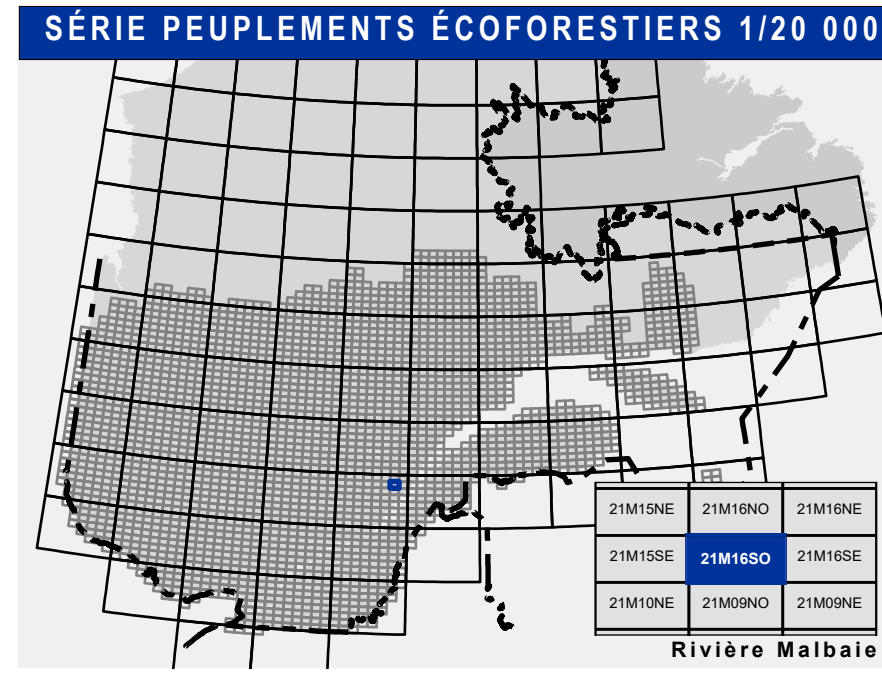 SÉRIE PEUPLEMENTS ÉCOFORESTIERS 1/20 000
21M15NE 21M16NO 21M16NE
21M15SE 21M16SO 21M16SE
21M10NE 21M09NO 21M09NE
Rivière Malbaie